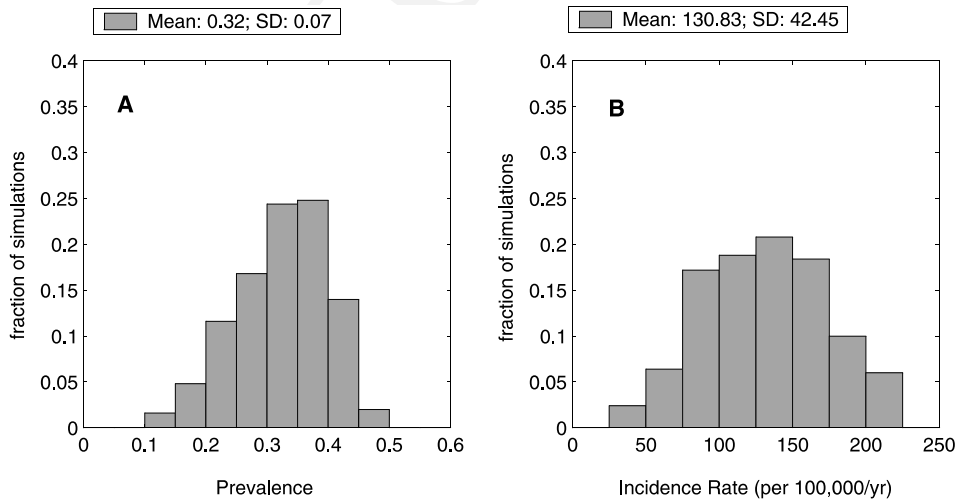 Mean: 0.32; SD: 0.07
Mean: 130.83; SD: 42.45
A
fraction of simulations
0.4
0.35
0.3
0.25
0.2
0.15
0.1
0.05
0
0 0.1 0.2 0.3 0.4 0.5 0.6
Prevalence
B
fraction of simulations
0.4
0.35
0.3
0.25
0.2
0.15
0.1
0.05
0
0 50 100 150 200 250
Incidence Rate (per 100,000/yr)